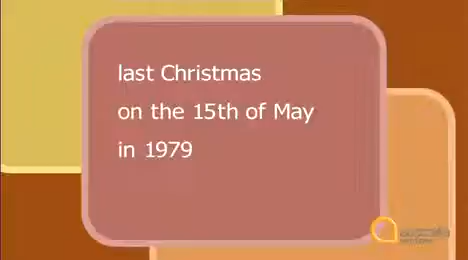 last Christmas
on the 15th of May
in 1979